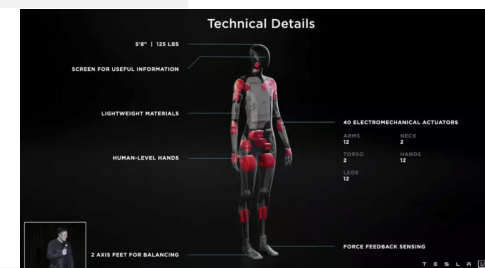 Technical Details
5'8" | 125 LBS
SCREEN FOR USEFUL INFORMATION
LIGHTWEIGHT MATERIALS
HUMAN-LEVEL HANDS
2 AXIS FEET FOR BALANCING
40 ELECTROMECHANICAL ACTUATORS
ARMS NECK
12 2
TORSO HANDS
2 12
LEGS
12
FORCE FEEDBACK SENSING
TESLA